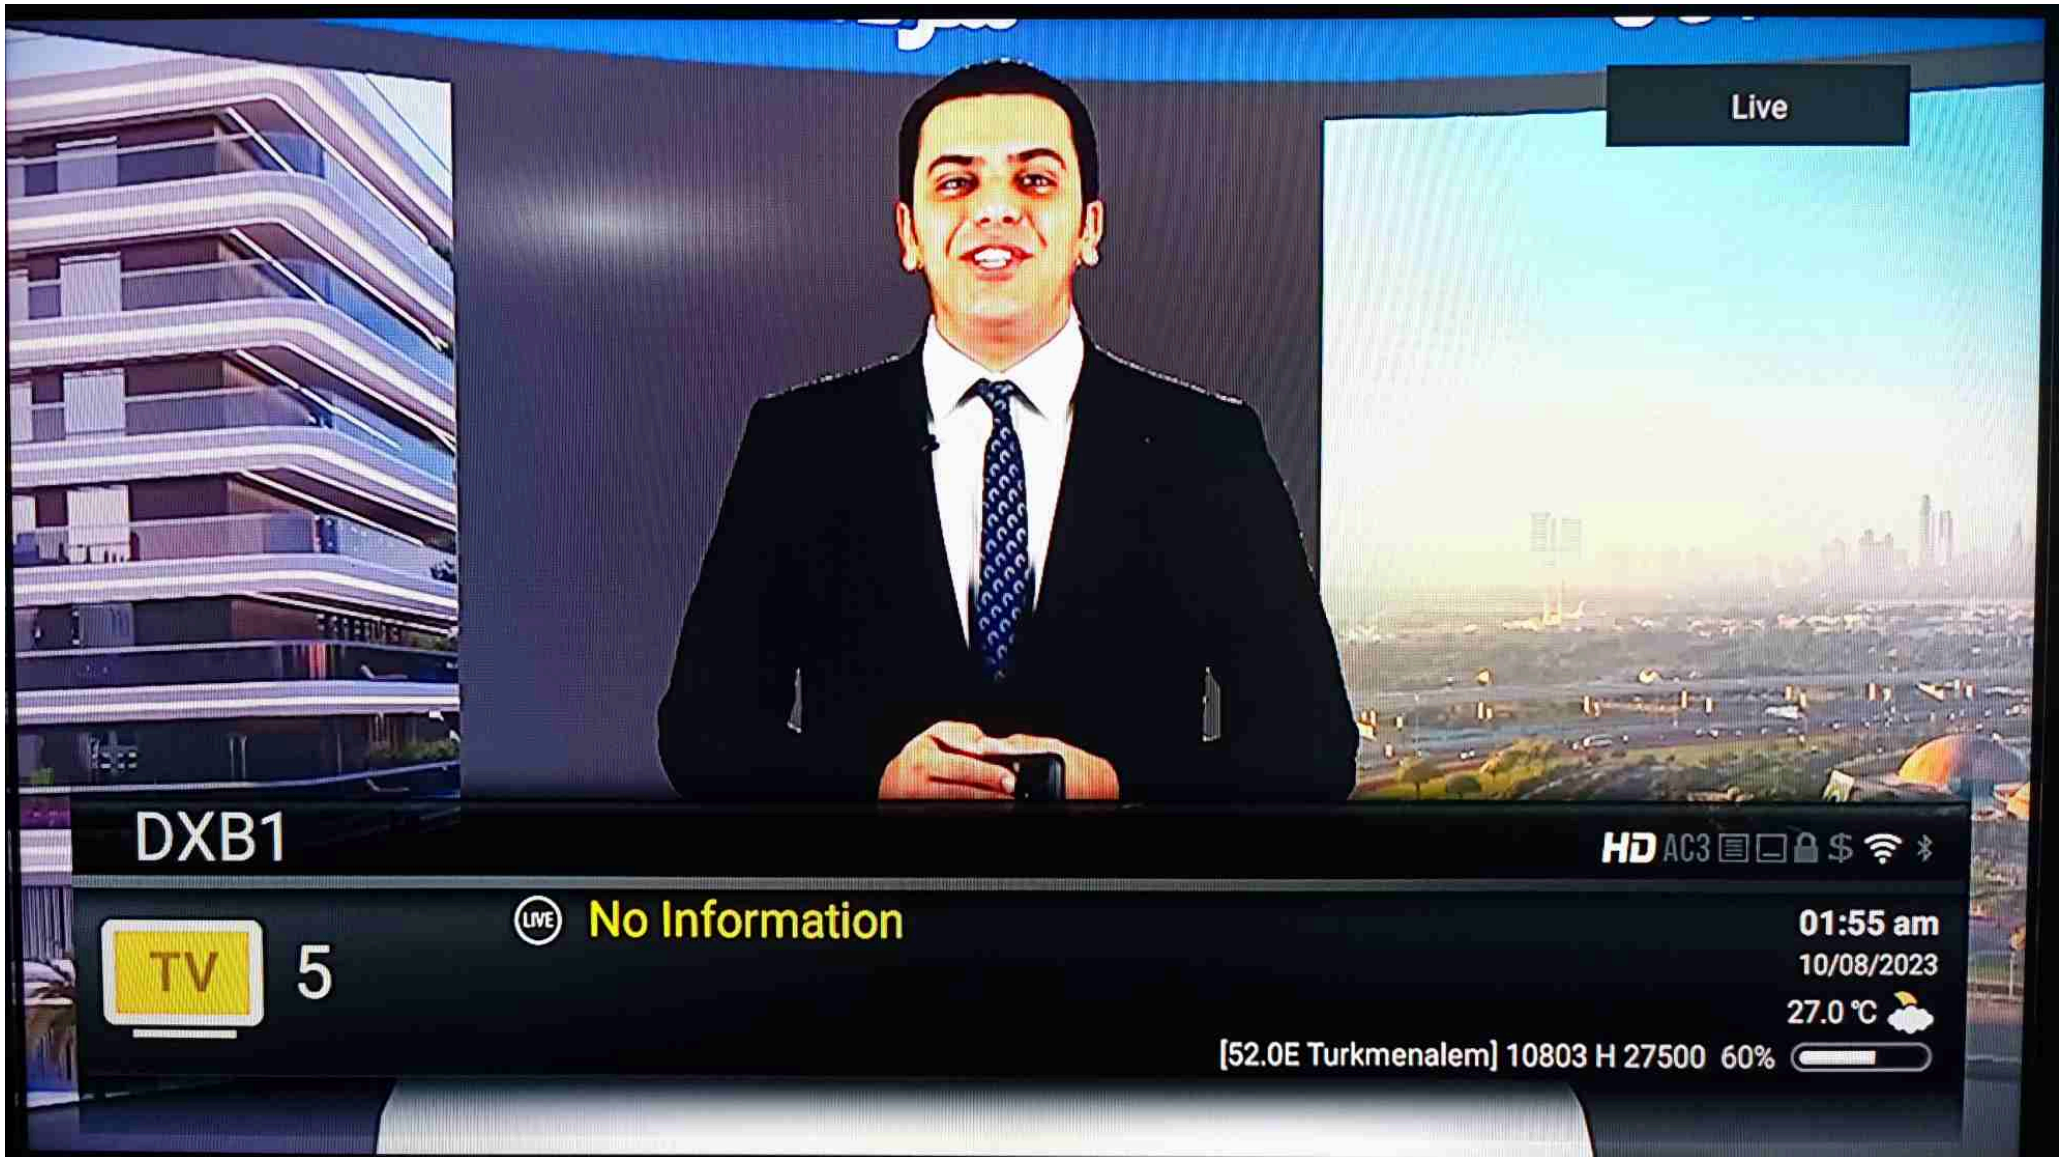 Live
DXB1
HD AC3 $
LIVE No Information
TV 5
01:55 am
10/08/2023
27.0 °C
[52.0E Turkmenalem] 10803 H 27500 60%